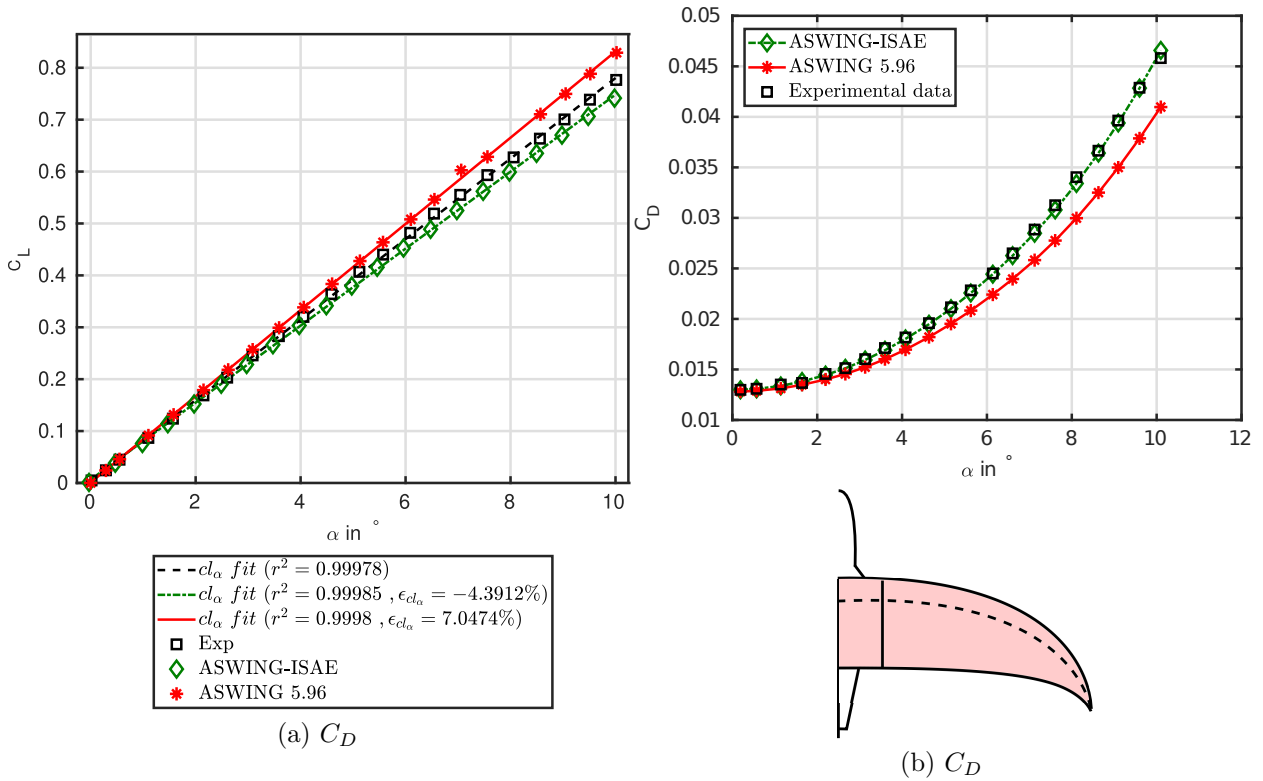 0.8
0.7
0.6
0.5
0.4
0.3
0.2
0.1
0
C_L
0 2 4 6 8 10
α in °
cl_α fit (r² = 0.99978)
cl_α fit (r² = 0.99985 , ϵ_{cl_α} = −4.3912%)
cl_α fit (r² = 0.9998 , ϵ_{cl_α} = 7.0474%)
Exp
ASWING-ISAE
ASWING 5.96
(a) C_D
0.05
0.045
0.04
0.035
0.03
0.025
0.02
0.015
0.01
C_D
ASWING-ISAE
ASWING 5.96
Experimental data
0 2 4 6 8 10 12
α in °
(b) C_D